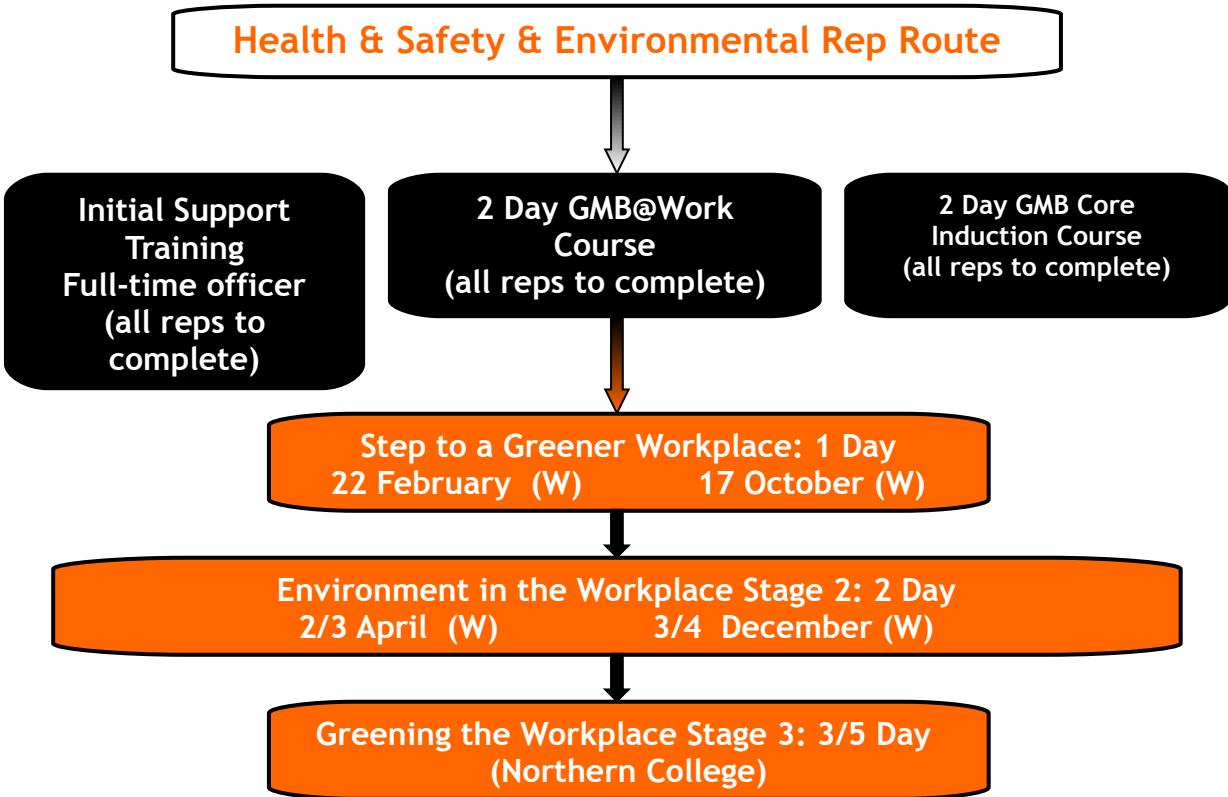 Health & Safety & Environmental Rep Route
Initial Support
Training
Full-time officer
(all reps to
complete)
2 Day GMB@Work
Course
(all reps to complete)
2 Day GMB Core
Induction Course
(all reps to complete)
Step to a Greener Workplace: 1 Day
22 February (W) 17 October (W)
Environment in the Workplace Stage 2: 2 Day
2/3 April (W) 3/4 December (W)
Greening the Workplace Stage 3: 3/5 Day
(Northern College)